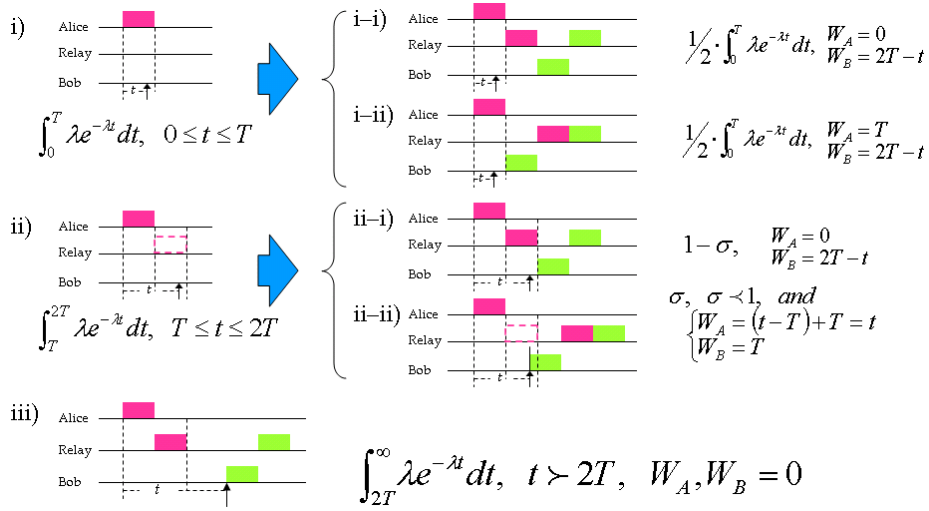 i)
Alice
Relay
Bob
t
∫₀ᵀ λe^{-λt} dt, 0 ≤ t ≤ T
i–i)
Alice
Relay
Bob
t
1/2 · ∫₀ᵀ λe^{-λt} dt, W_A = 0
W_B = 2T − t
i–ii)
Alice
Relay
Bob
t
1/2 · ∫₀ᵀ λe^{-λt} dt, W_A = T
W_B = 2T − t
ii)
Alice
Relay
Bob
t
∫_T^{2T} λe^{-λt} dt, T ≤ t ≤ 2T
ii–i)
Alice
Relay
Bob
t
1 − σ, W_A = 0
W_B = 2T − t
ii–ii)
Alice
Relay
Bob
t
σ, σ ≺ 1, and
{W_A = (t − T) + T = t
{W_B = T
iii)
Alice
Relay
Bob
t
∫_{2T}^∞ λe^{-λt} dt, t ≻ 2T, W_A, W_B = 0